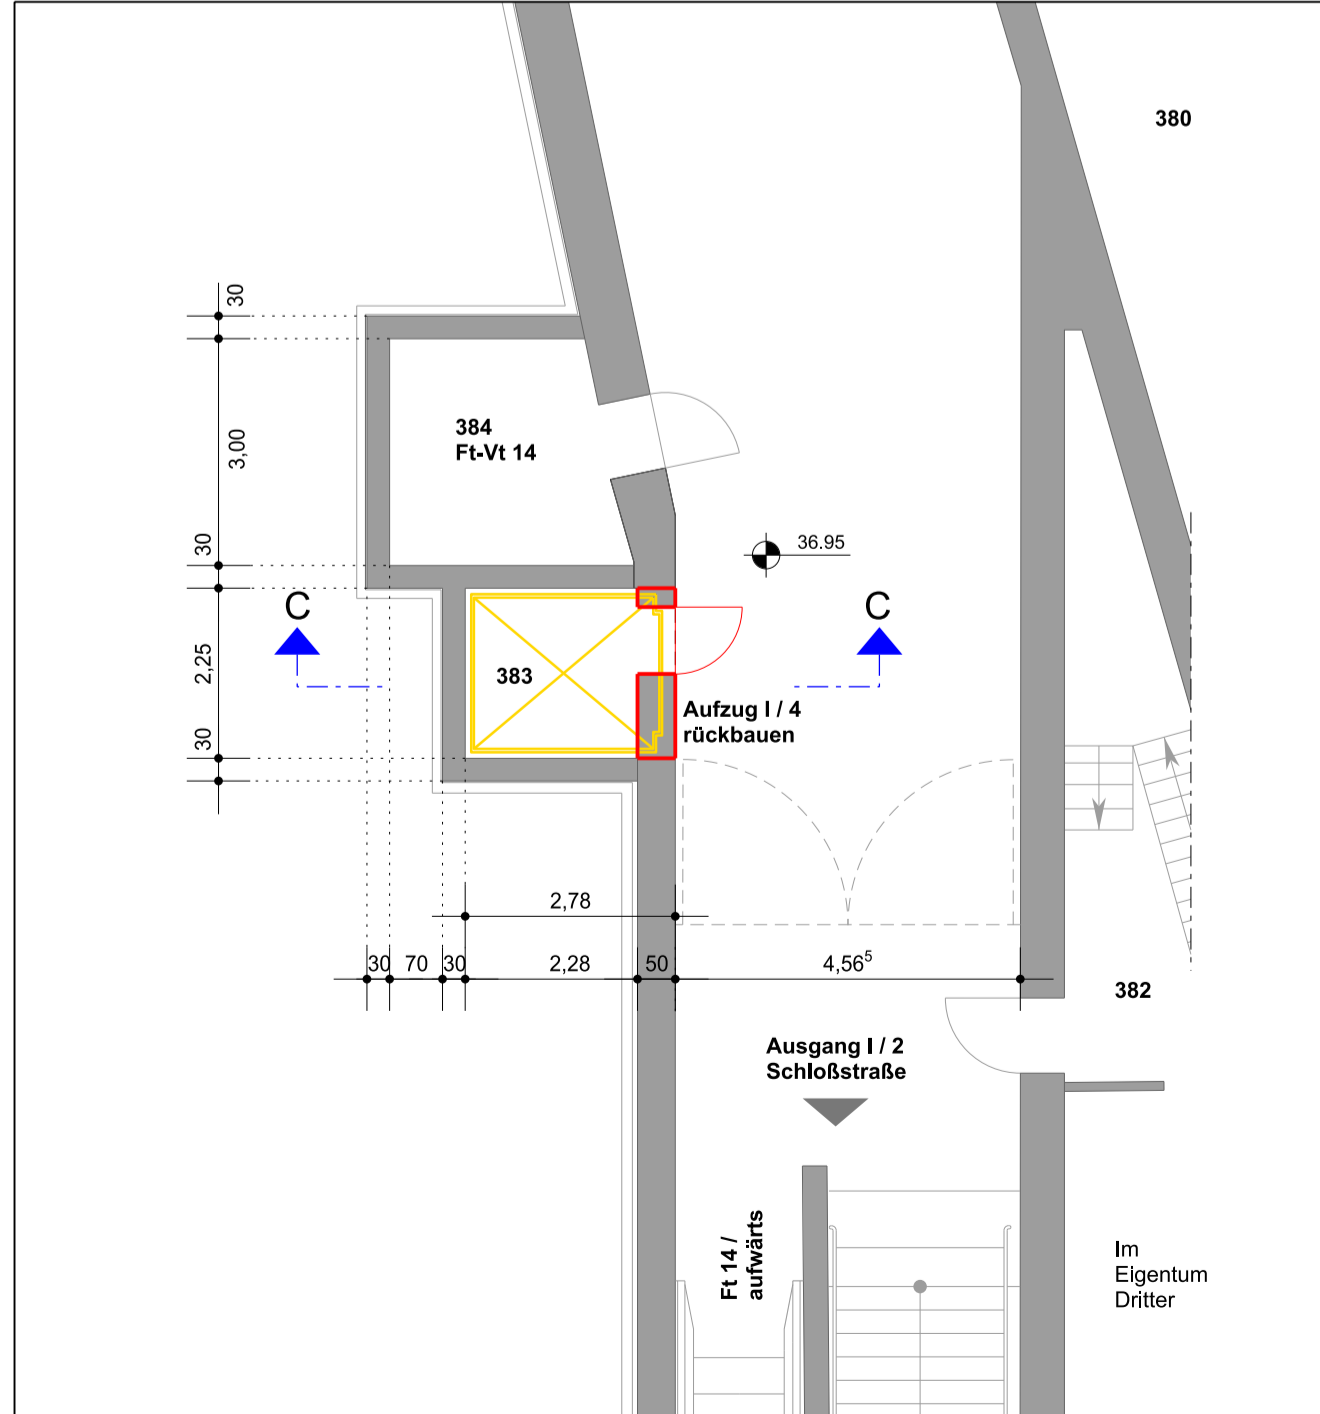 380
30
3,00
384
Ft-Vt 14
30
36.95
C
C
2,25
383
Aufzug I / 4
rückbauen
30
2,78
30
70
30
2,28
50
4,56⁵
382
Ausgang I / 2
Schloßstraße
Ft 14 /
aufwärts
Im
Eigentum
Dritter